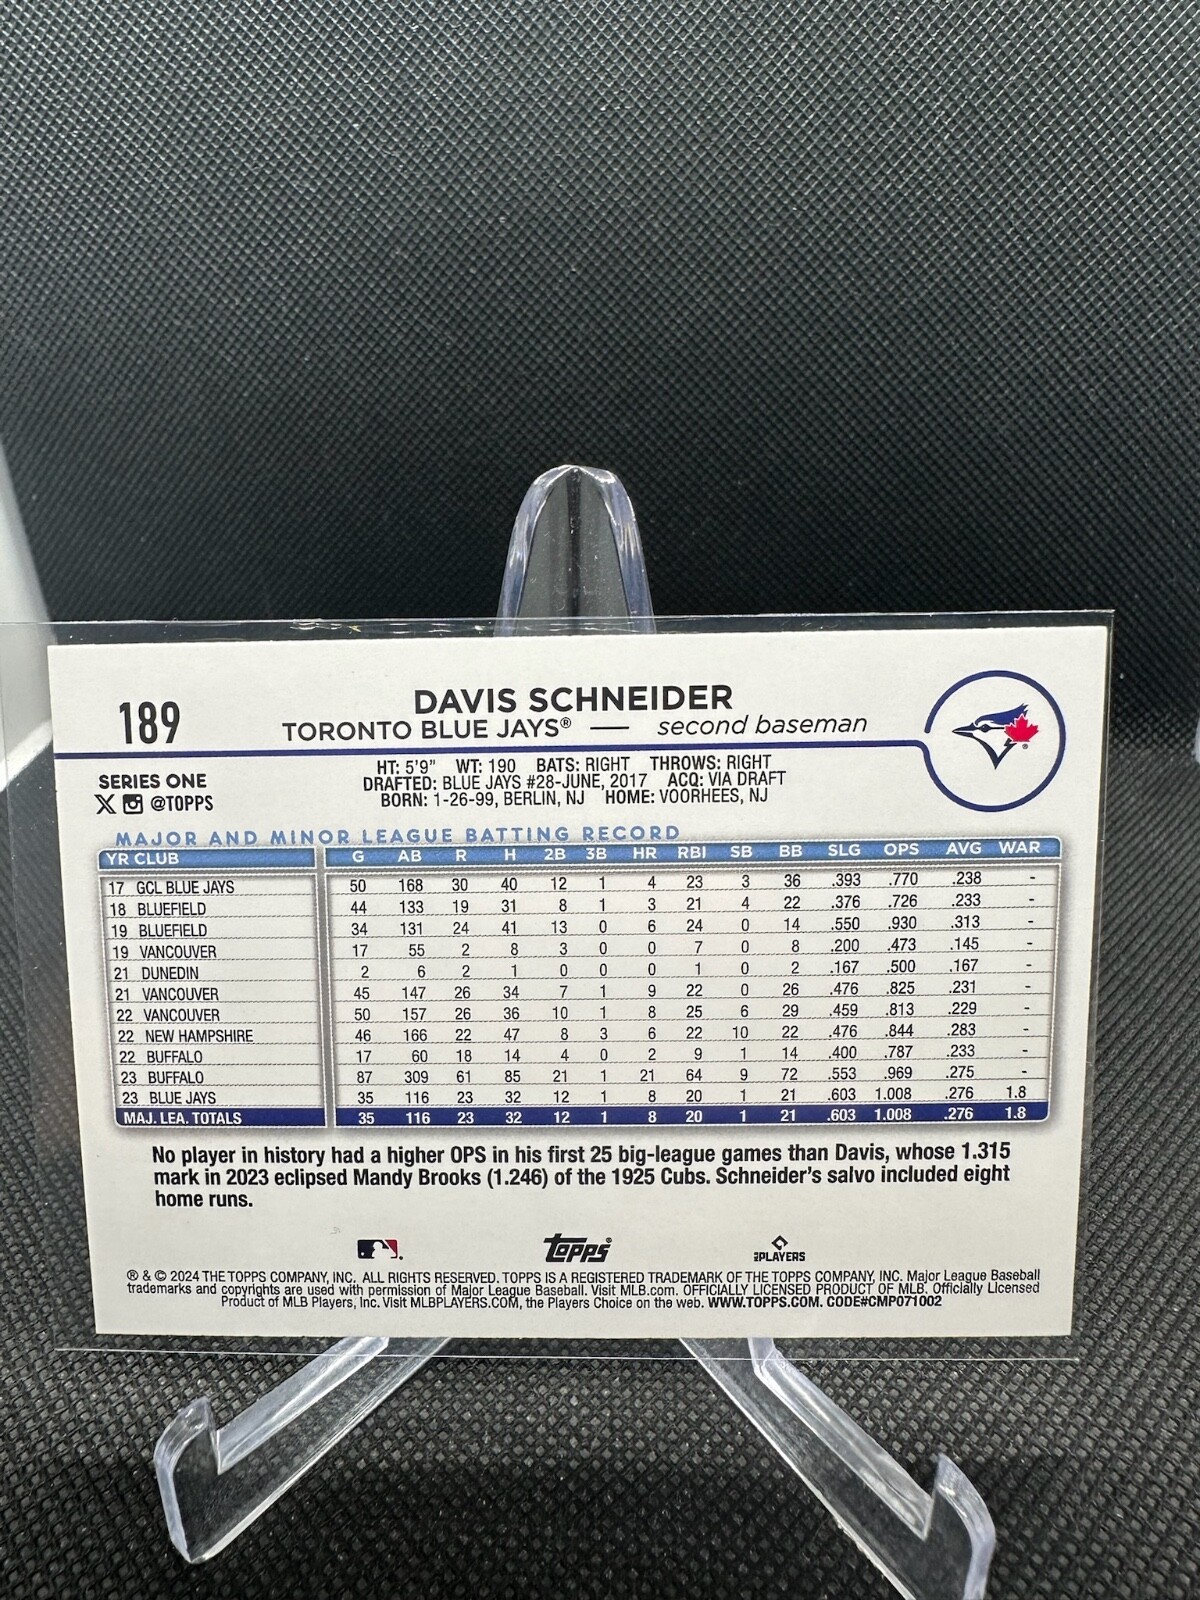 189
DAVIS SCHNEIDER
TORONTO BLUE JAYS® — second baseman
SERIES ONE
@TOPPS
HT: 5'9" WT: 190 BATS: RIGHT THROWS: RIGHT
DRAFTED: BLUE JAYS #28-JUNE, 2017 ACQ: VIA DRAFT
BORN: 1-26-99, BERLIN, NJ HOME: VOORHEES, NJ
MAJOR AND MINOR LEAGUE BATTING RECORD
YR CLUB G AB R H 2B 3B HR RBI SB BB SLG OPS AVG WAR
17 GCL BLUE JAYS 50 168 30 40 12 1 4 23 3 36 .393 .770 .238 -
18 BLUEFIELD 44 133 19 31 8 1 3 21 4 22 .376 .726 .233 -
19 BLUEFIELD 34 131 24 41 13 0 6 24 0 14 .550 .930 .313 -
19 VANCOUVER 17 55 2 8 3 0 0 7 0 8 .200 .473 .145 -
21 DUNEDIN 2 6 2 1 0 0 0 1 0 2 .167 .500 .167 -
21 VANCOUVER 45 147 26 34 7 1 9 22 0 26 .476 .825 .231 -
22 VANCOUVER 50 157 26 36 10 1 8 25 6 29 .459 .813 .229 -
22 NEW HAMPSHIRE 46 166 22 47 8 3 6 22 10 22 .476 .844 .283 -
22 BUFFALO 17 60 18 14 4 0 2 9 1 14 .400 .787 .233 -
23 BUFFALO 87 309 61 85 21 1 21 64 9 72 .553 .969 .275 -
23 BLUE JAYS 35 116 23 32 12 1 8 20 1 21 .603 1.008 .276 1.8
MAJ. LEA. TOTALS 35 116 23 32 12 1 8 20 1 21 .603 1.008 .276 1.8
No player in history had a higher OPS in his first 25 big-league games than Davis, whose 1.315
mark in 2023 eclipsed Mandy Brooks (1.246) of the 1925 Cubs. Schneider's salvo included eight
home runs.
Topps®
PLAYERS
® & © 2024 THE TOPPS COMPANY, INC. ALL RIGHTS RESERVED. TOPPS IS A REGISTERED TRADEMARK OF THE TOPPS COMPANY, INC. Major League Baseball
trademarks and copyrights are used with permission of Major League Baseball. Visit MLB.com. OFFICIALLY LICENSED PRODUCT OF MLB. Officially Licensed
Product of MLB Players, Inc. Visit MLBPLAYERS.COM, the Players Choice on the web. WWW.TOPPS.COM. CODE#CMP071002